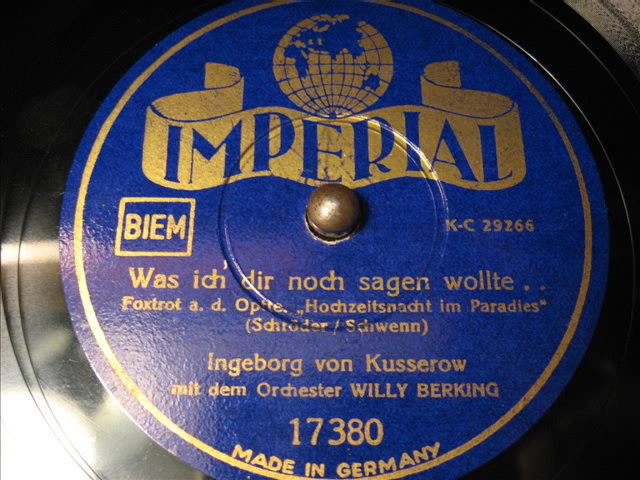 IMPERIAL
BIEM
K-C 29266
Was ich dir noch sagen wollte . .
Foxtrot a. d. Optte. „Hochzeitsnacht im Paradies"
(Schröder / Schwenn)
Ingeborg von Kusserow
mit dem Orchester WILLY BERKING
17380
MADE IN GERMANY